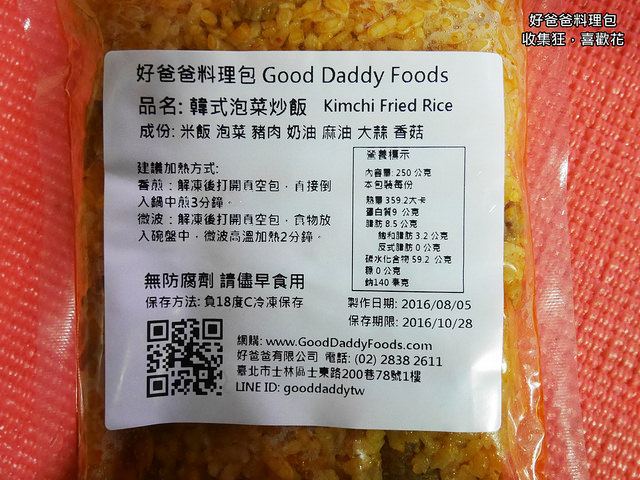 好爸爸料理包
收集狂，喜歡花
好爸爸料理包 Good Daddy Foods
品名: 韓式泡菜炒飯 Kimchi Fried Rice
成份: 米飯 泡菜 豬肉 奶油 麻油 大蒜 香菇
建議加熱方式:
香煎: 解凍後打開真空包，直接倒
入鍋中煎3分鐘。
微波: 解凍後打開真空包，食物放
入碗盤中，微波高溫加熱2分鐘。
營養標示
內容量: 250 公克
本包裝每份
熱量 359.2大卡
蛋白質9 公克
脂肪 8.5 公克
飽和脂肪 3.2 公克
反式脂肪 0 公克
碳水化合物 59.2 公克
糖 0 公克
鈉140 毫克
無防腐劑 請儘早食用
保存方法: 負18度C冷凍保存
製作日期: 2016/08/05
保存期限: 2016/10/28
網購: www.GoodDaddyFoods.com
好爸爸有限公司 電話: (02) 2838 2611
臺北市士林區士東路200巷78號1樓
LINE ID: gooddaddytw